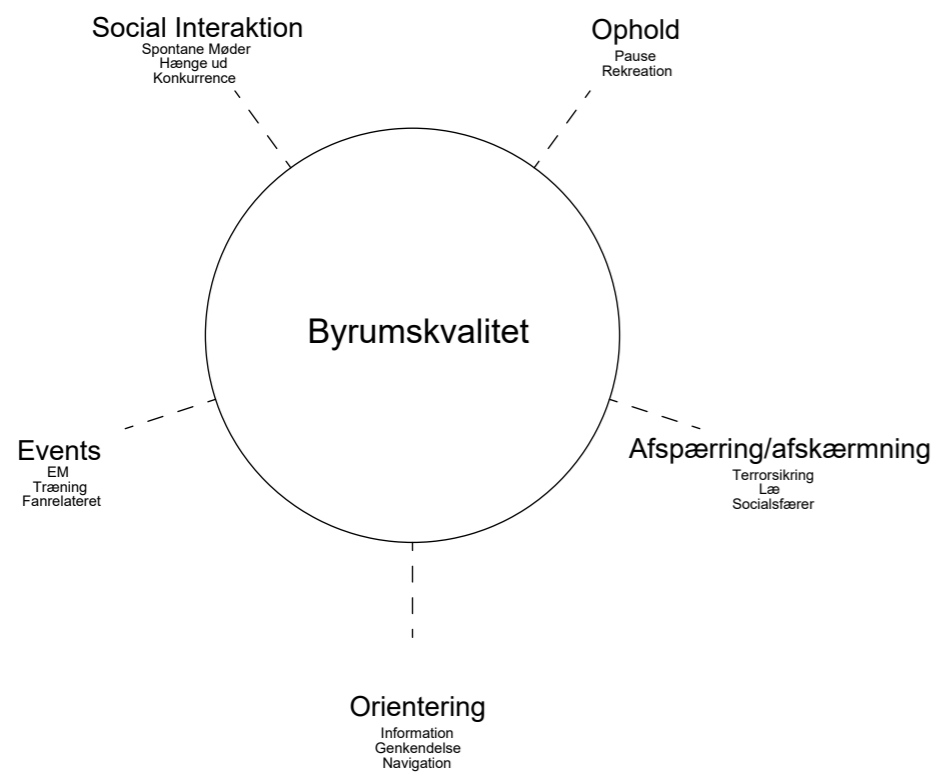 Social Interaktion
Spontane Møder
Hænge ud
Konkurrence
Ophold
Pause
Rekreation
Byrumskvalitet
Events
EM
Træning
Fanrelateret
Afspærring/afskærmning
Terrorsikring
Læ
Socialsfærer
Orientering
Information
Genkendelse
Navigation